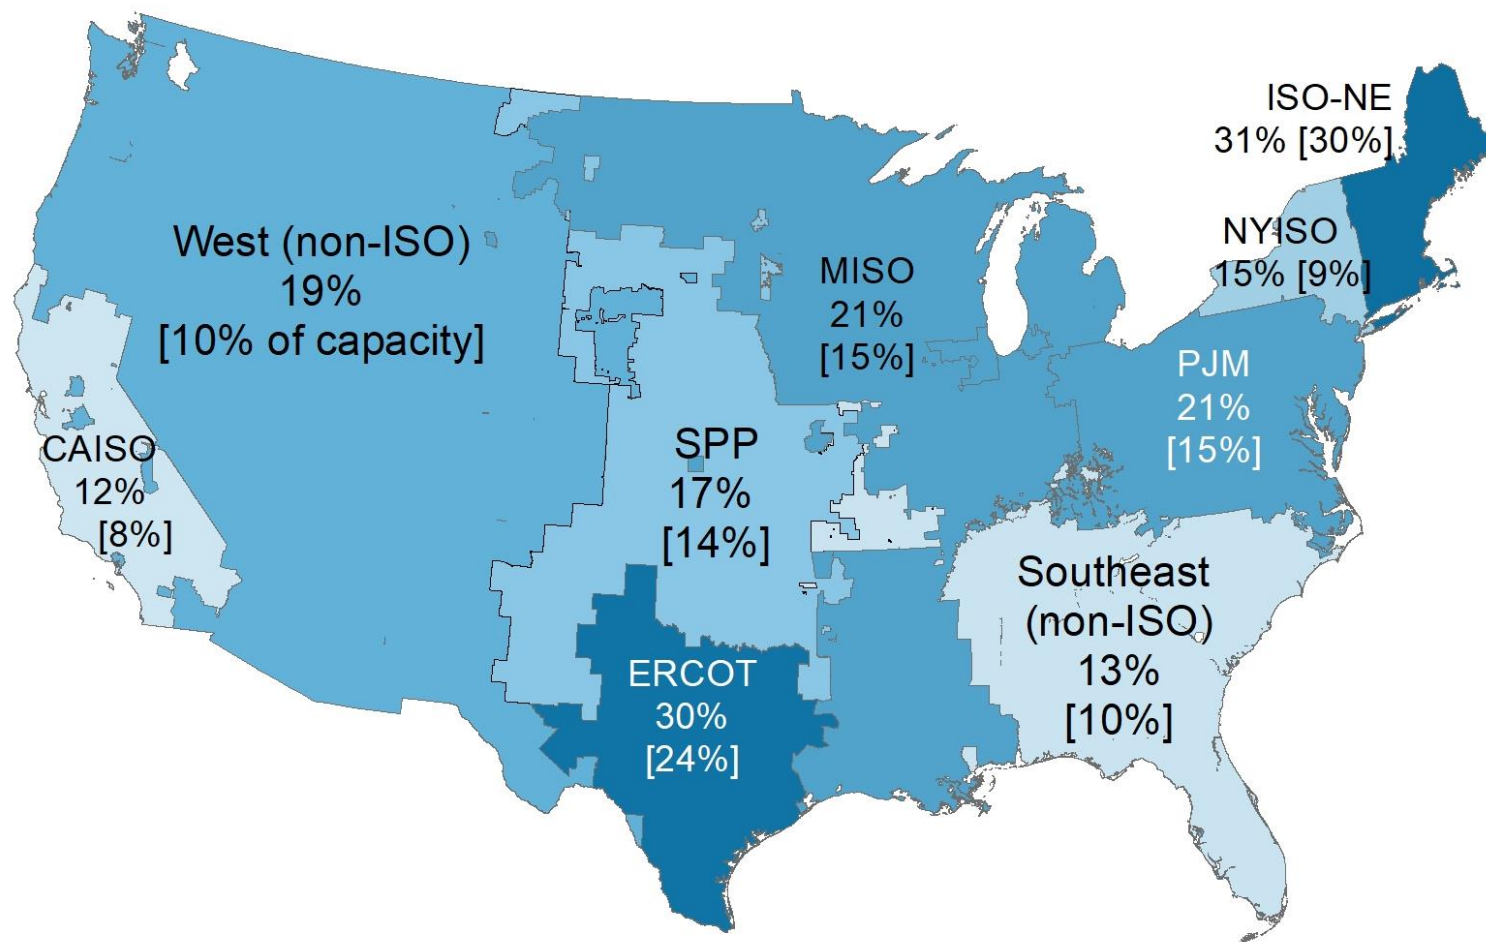 ISO-NE
31% [30%]
NYISO
15% [9%]
West (non-ISO)
19%
[10% of capacity]
MISO
21%
[15%]
PJM
21%
[15%]
CAISO
12%
[8%]
SPP
17%
[14%]
Southeast
(non-ISO)
13%
[10%]
ERCOT
30%
[24%]